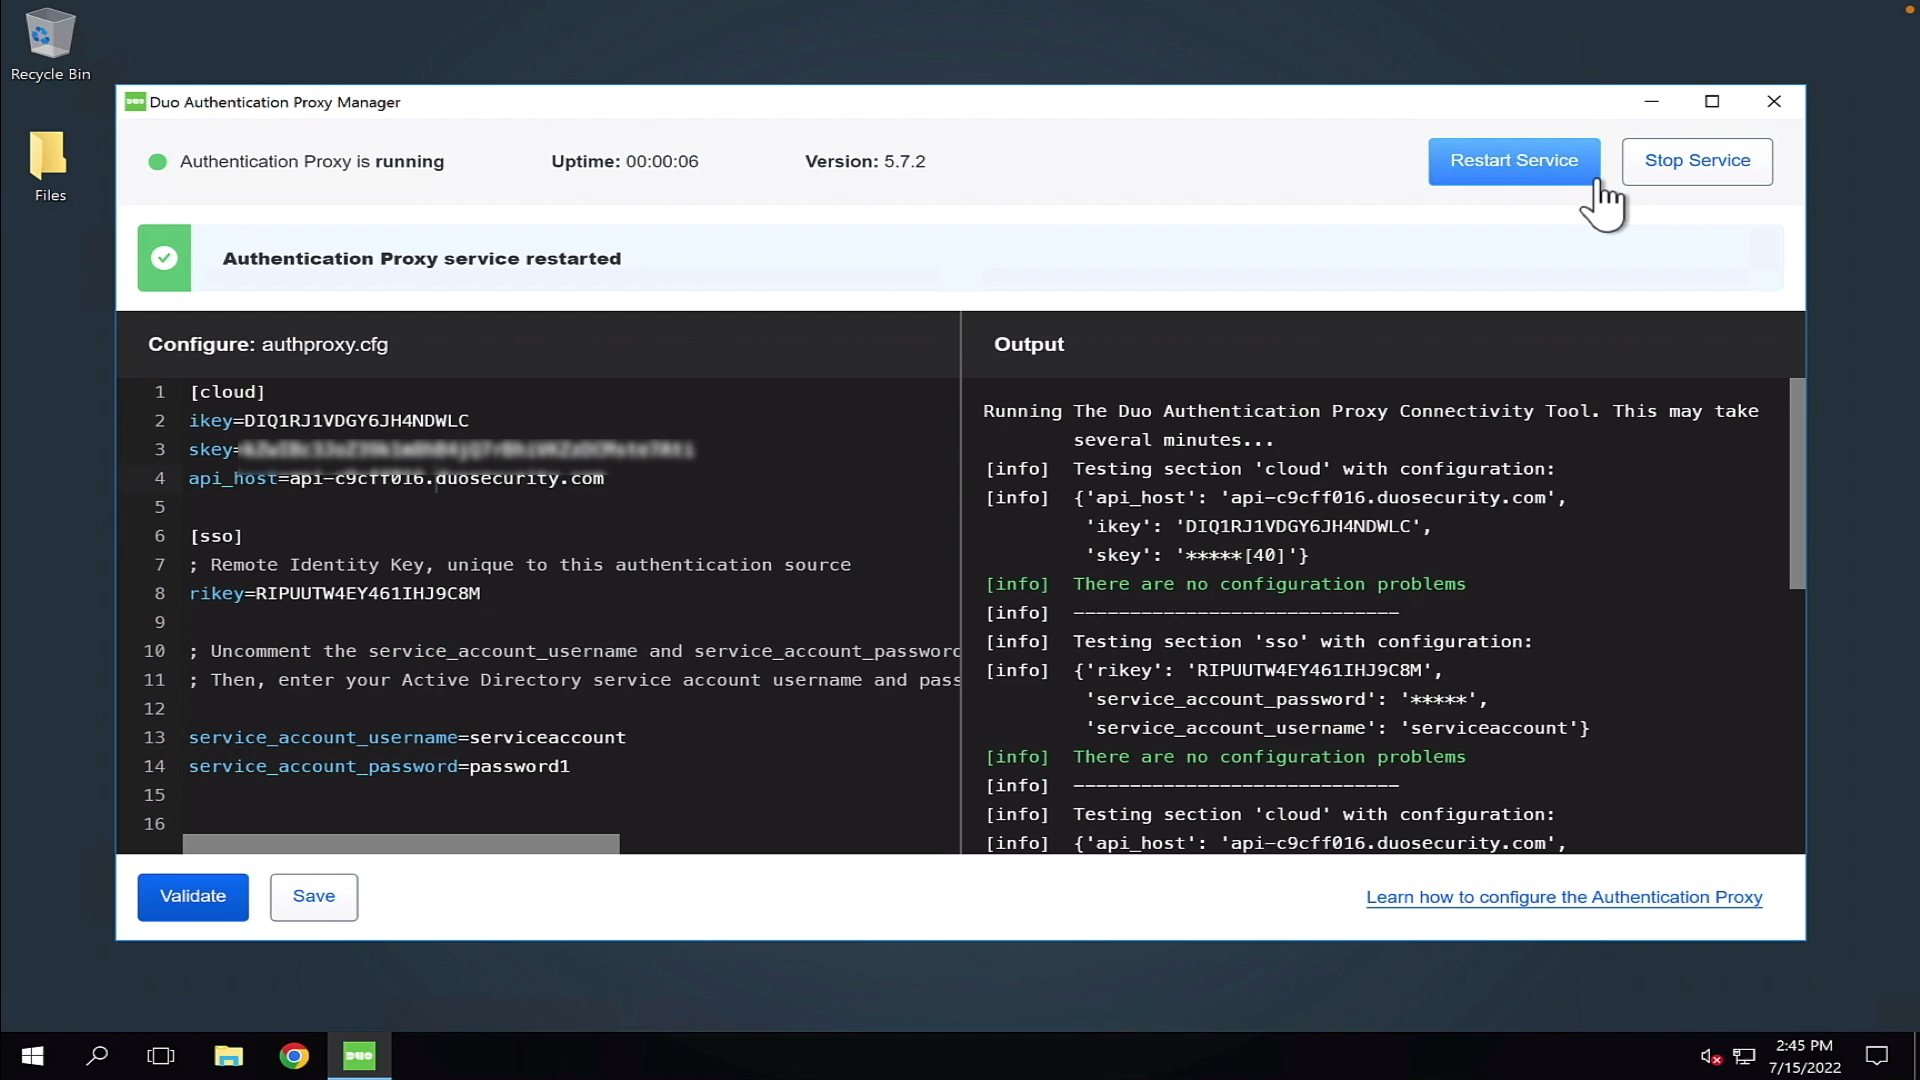 Recycle Bin
Files
Duo Authentication Proxy Manager
Authentication Proxy is running
Uptime: 00:00:06
Version: 5.7.2
Restart Service
Stop Service
Authentication Proxy service restarted
Configure: authproxy.cfg
1 [cloud]
2 ikey=DIQ1RJ1VDGY6JH4NDWLC
3 skey=
4 api_host=api-c9cff016.duosecurity.com
5
6 [sso]
7 ; Remote Identity Key, unique to this authentication source
8 rikey=RIPUUTW4EY461IHJ9C8M
9
10 ; Uncomment the service_account_username and service_account_password
11 ; Then, enter your Active Directory service account username and pass
12
13 service_account_username=serviceaccount
14 service_account_password=password1
15
16
Output
Running The Duo Authentication Proxy Connectivity Tool. This may take
several minutes...
[info] Testing section 'cloud' with configuration:
[info] {'api_host': 'api-c9cff016.duosecurity.com',
'ikey': 'DIQ1RJ1VDGY6JH4NDWLC',
'skey': '*****[40]'}
[info] There are no configuration problems
[info] -----------------------------
[info] Testing section 'sso' with configuration:
[info] {'rikey': 'RIPUUTW4EY461IHJ9C8M',
'service_account_password': '*****',
'service_account_username': 'serviceaccount'}
[info] There are no configuration problems
[info] -----------------------------
[info] Testing section 'cloud' with configuration:
[info] {'api_host': 'api-c9cff016.duosecurity.com',
Validate
Save
Learn how to configure the Authentication Proxy
DUO
2:45 PM
7/15/2022